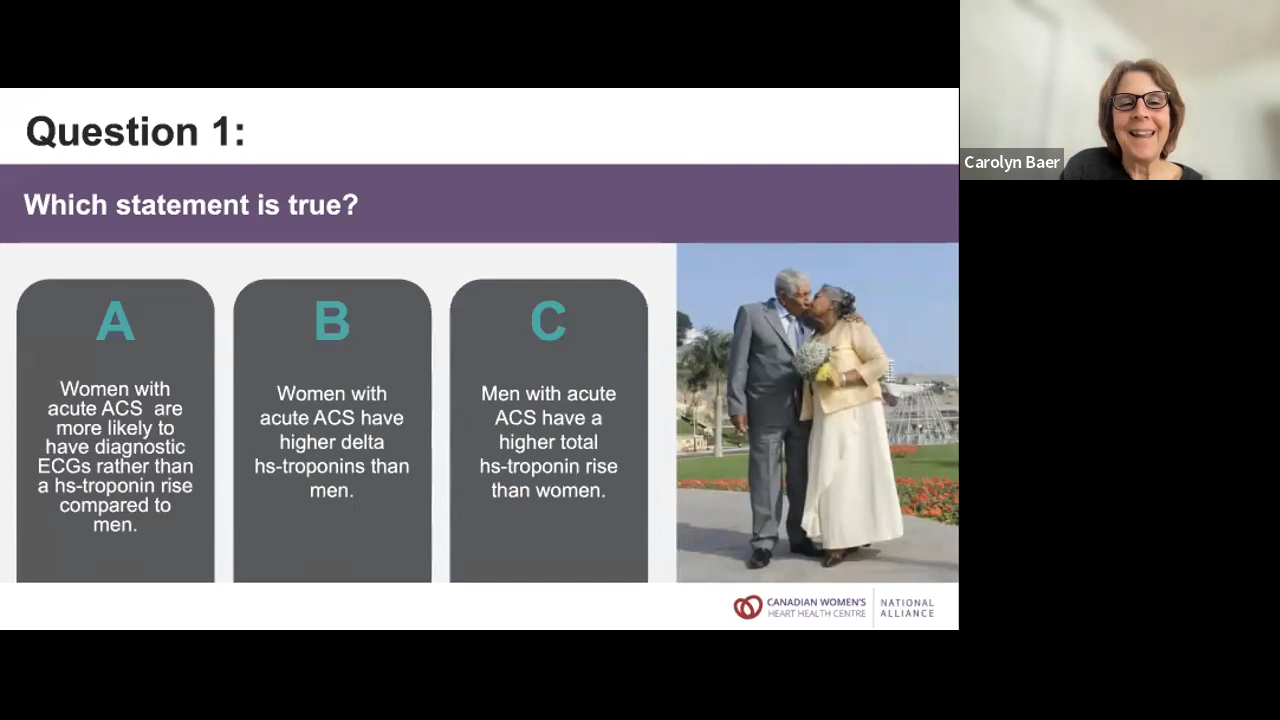 Question 1:
Which statement is true?
A
Women with
acute ACS are
more likely to
have diagnostic
ECGs rather than
a hs-troponin rise
compared to
men.
B
Women with
acute ACS have
higher delta
hs-troponins than
men.
C
Men with acute
ACS have a
higher total
hs-troponin rise
than women.
CANADIAN WOMEN'S
HEART HEALTH CENTRE
NATIONAL
ALLIANCE
Carolyn Baer